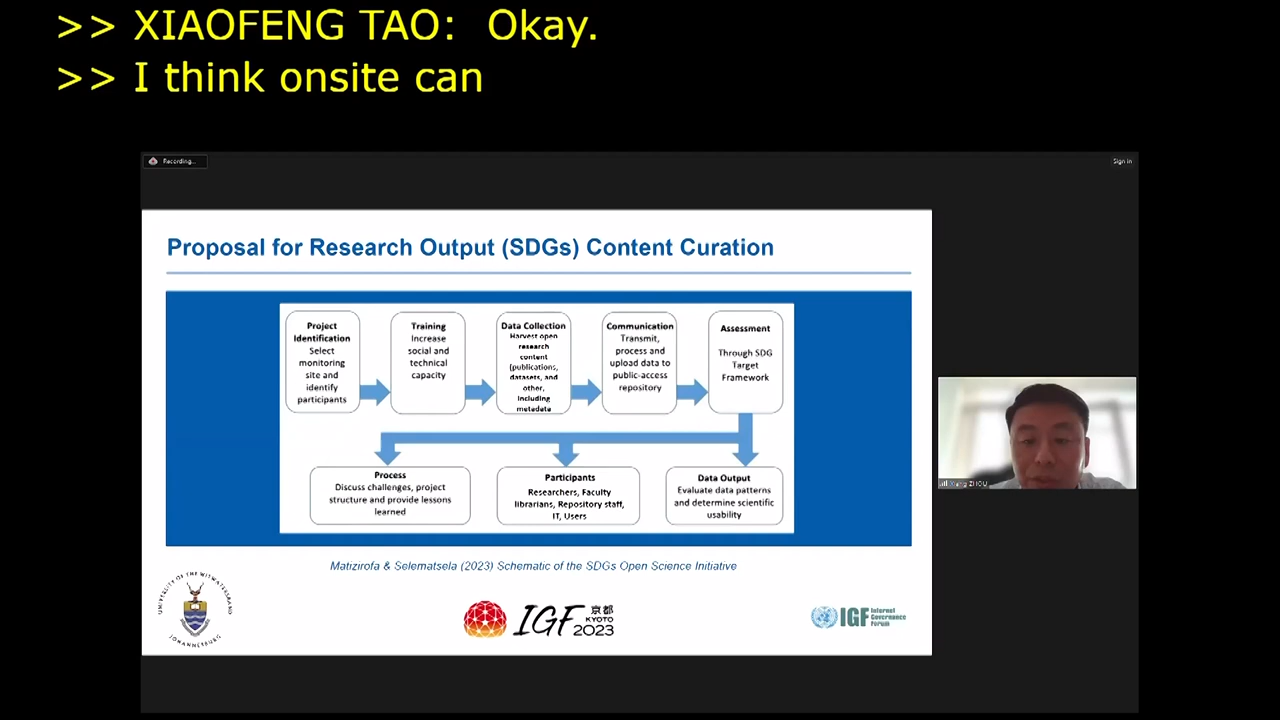 >> XIAOFENG TAO:  Okay.
>> I think onsite can
Recording...
Sign in
Proposal for Research Output (SDGs) Content Curation
Project
Identification
Select
monitoring
site and
identify
participants
Training
Increase
social and
technical
capacity
Data Collection
Harvest open
research
content
(publications,
datasets, and
other,
including
metadata
Communication
Transmit,
process and
upload data to
public-access
repository
Assessment
Through SDG
Target
Framework
Process
Discuss challenges, project
structure and provide lessons
learned
Participants
Researchers, Faculty
librarians, Repository staff,
IT, Users
Data Output
Evaluate data patterns
and determine scientific
usability
Matizirofa & Selematsela (2023) Schematic of the SDGs Open Science Initiative
UNIVERSITY OF THE WITWATERSRAND
JOHANNESBURG
IGF 京都
KYOTO
2023
IGF
Internet
Governance
Forum
Xiang ZHOU